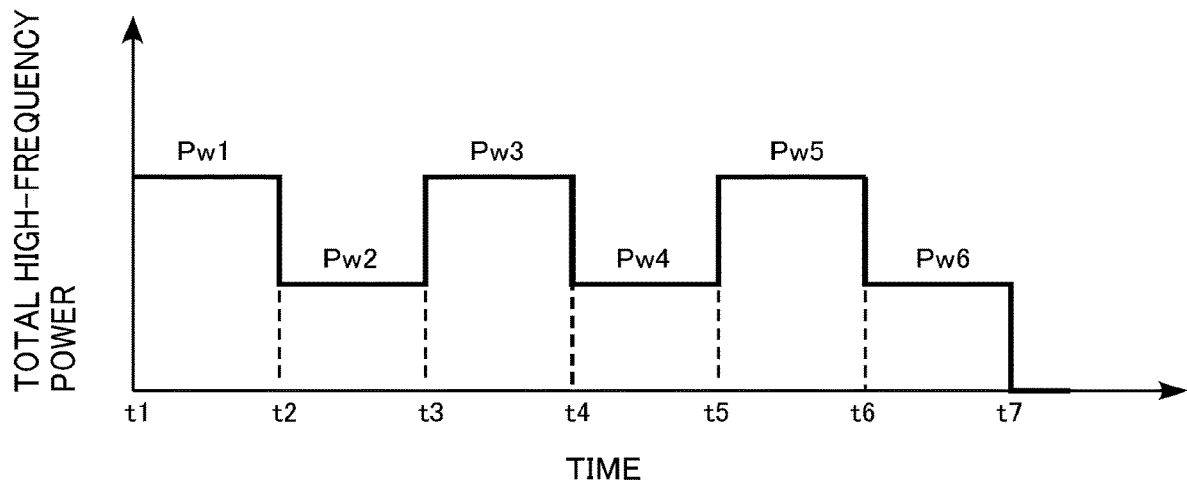 TOTAL HIGH-FREQUENCY
POWER
Pw1
Pw3
Pw5
Pw2
Pw4
Pw6
t1
t2
t3
t4
t5
t6
t7
TIME